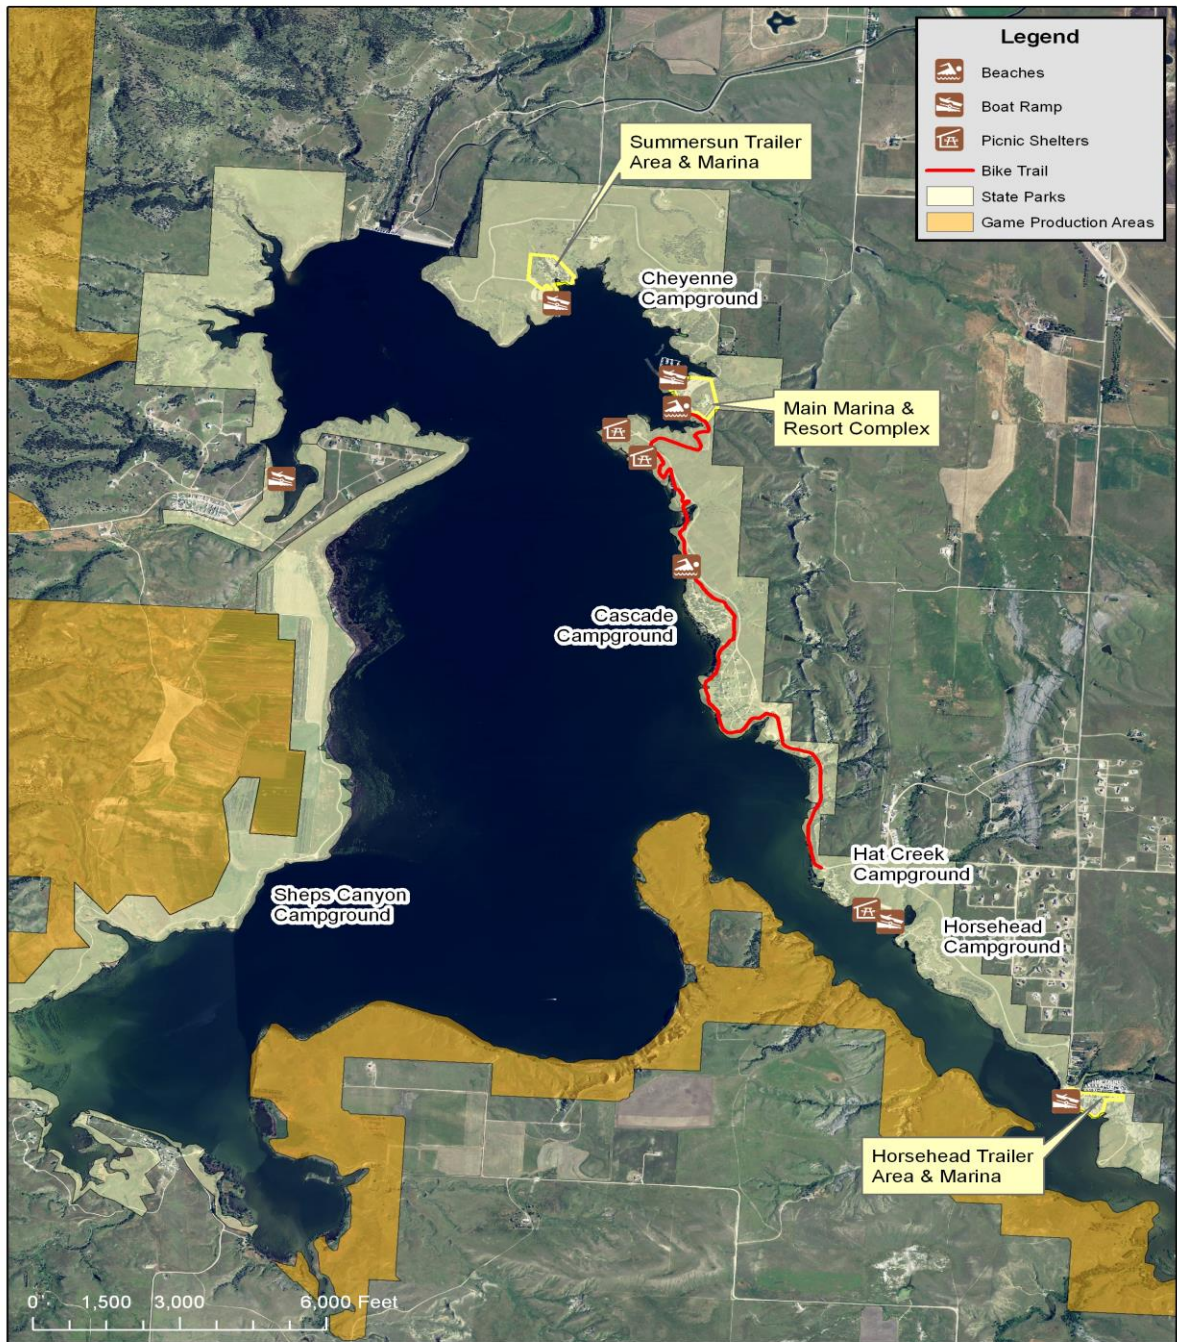 Legend
Beaches
Boat Ramp
Picnic Shelters
Bike Trail
State Parks
Game Production Areas
Summersun Trailer
Area & Marina
Cheyenne
Campground
Main Marina &
Resort Complex
Cascade
Campground
Hat Creek
Campground
Sheps Canyon
Campground
Horsehead
Campground
Horsehead Trailer
Area & Marina
0 1,500 3,000 6,000 Feet